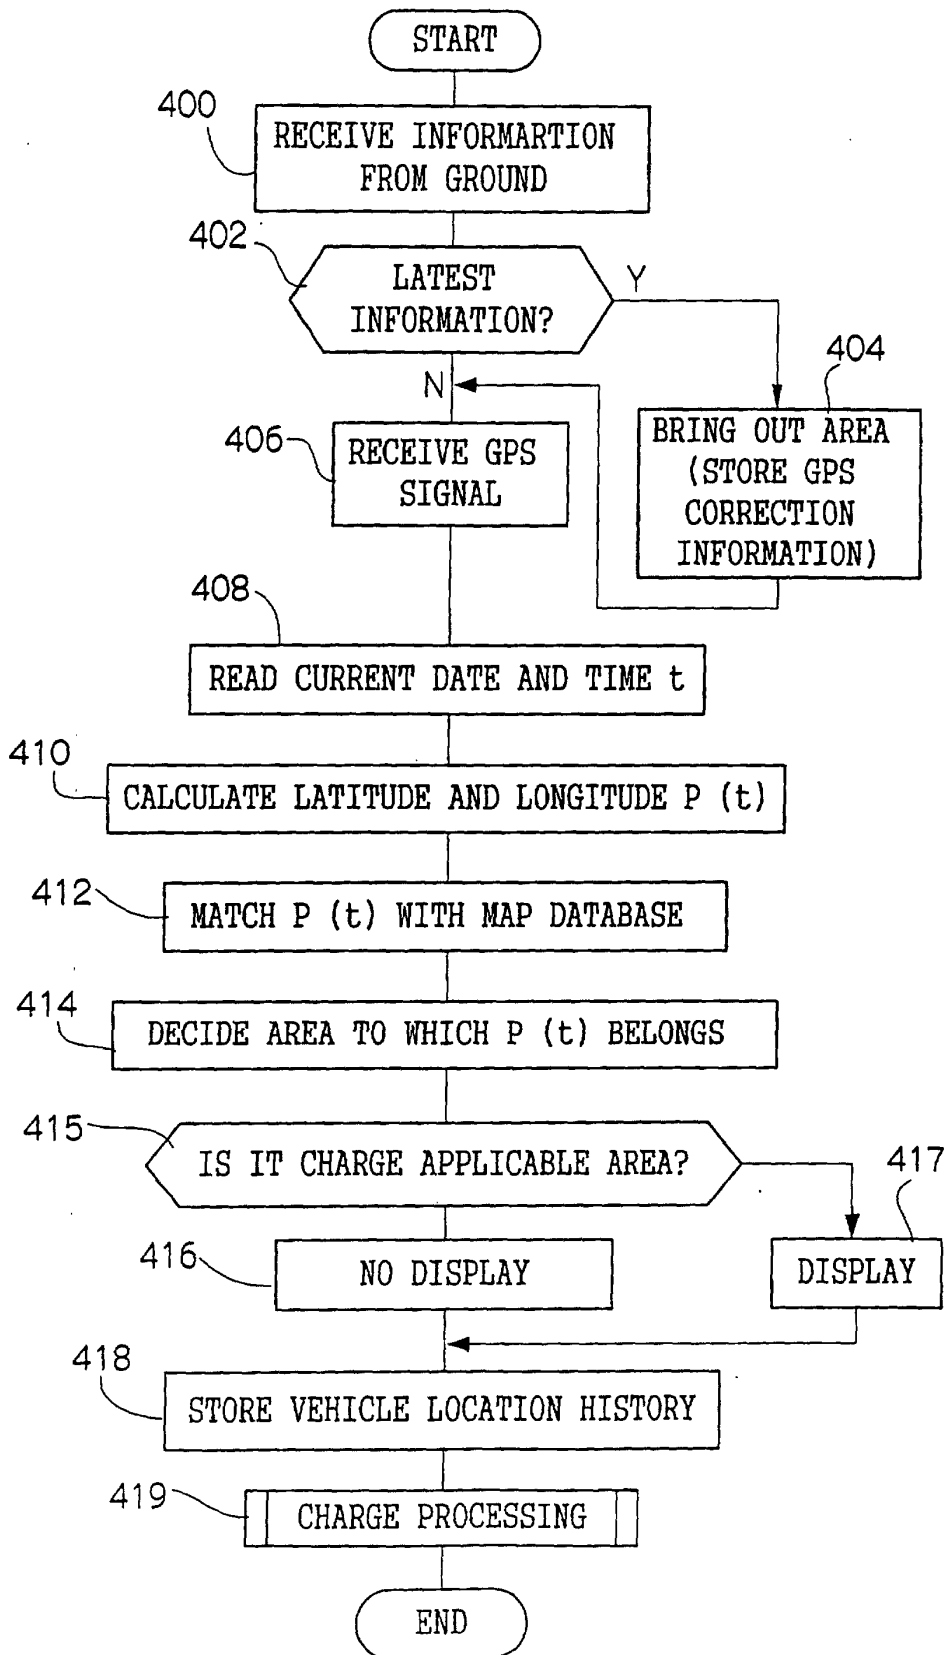 START
400
RECEIVE INFORMARTION
FROM GROUND
402
LATEST
INFORMATION?
Y
N
404
BRING OUT AREA
(STORE GPS
CORRECTION
INFORMATION)
406
RECEIVE GPS
SIGNAL
408
READ CURRENT DATE AND TIME t
410
CALCULATE LATITUDE AND LONGITUDE P (t)
412
MATCH P (t) WITH MAP DATABASE
414
DECIDE AREA TO WHICH P (t) BELONGS
415
IS IT CHARGE APPLICABLE AREA?
416
NO DISPLAY
417
DISPLAY
418
STORE VEHICLE LOCATION HISTORY
419
CHARGE PROCESSING
END